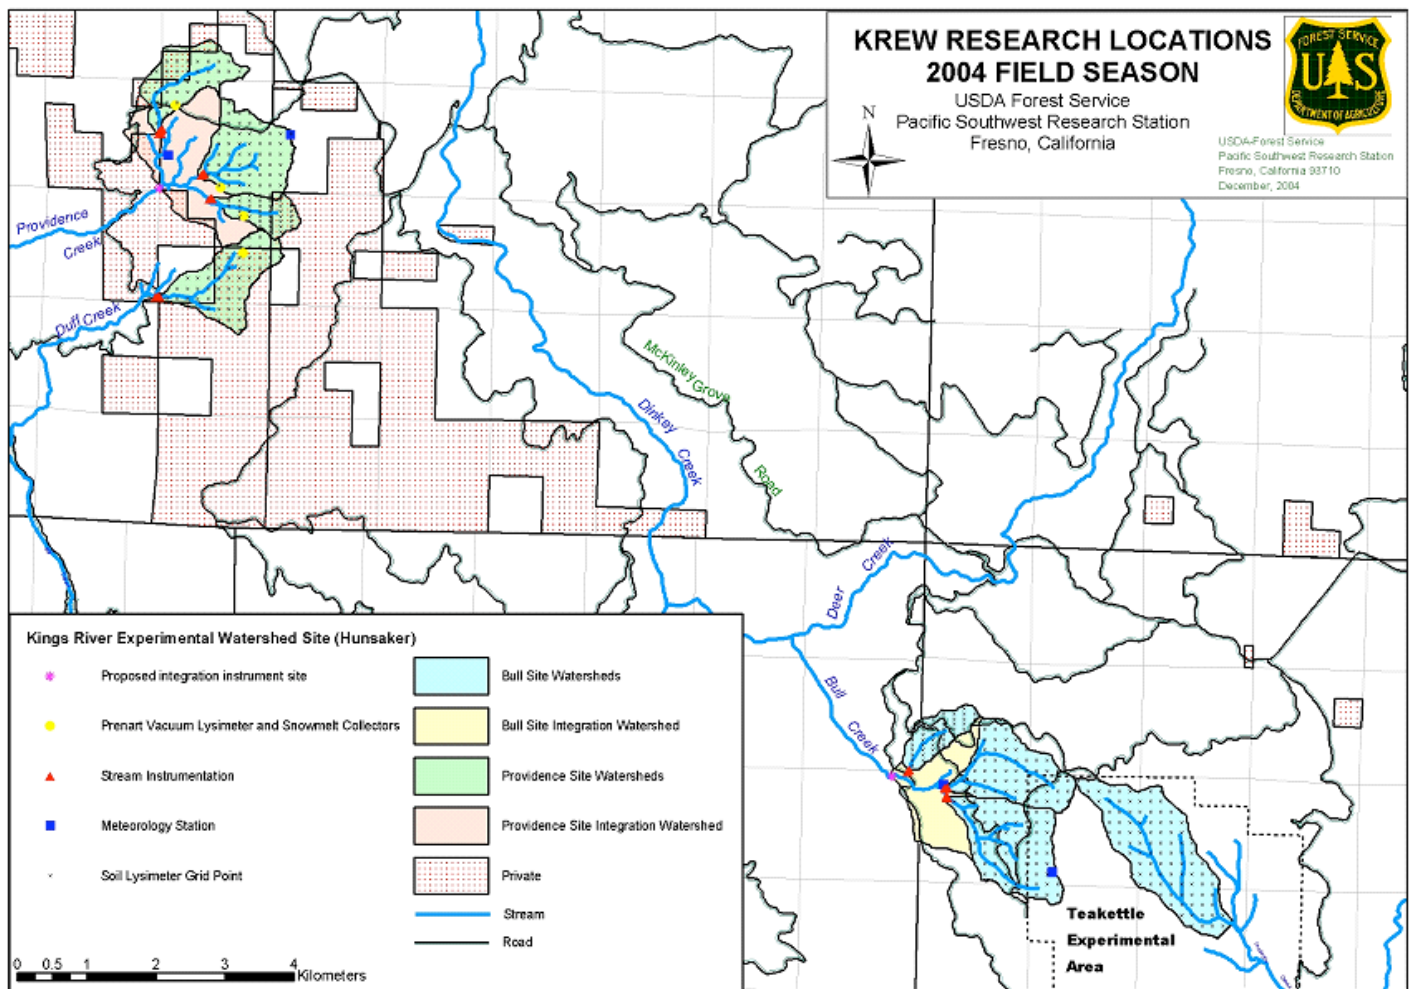 KREW RESEARCH LOCATIONS
2004 FIELD SEASON
USDA Forest Service
Pacific Southwest Research Station
Fresno, California
N
FOREST SERVICE
U S
DEPARTMENT OF AGRICULTURE
USDA-Forest Service
Pacific Southwest Research Station
Fresno, California 93710
December, 2004
Providence
Creek
Duff Creek
McKinley Grove
Road
Dinkey
Creek
Deer
Creek
Bull
Creek
Teakettle
Experimental
Area
Kings River Experimental Watershed Site (Hunsaker)
Proposed integration instrument site
Prenart Vacuum Lysimeter and Snowmelt Collectors
Stream Instrumentation
Meteorology Station
Soil Lysimeter Grid Point
Bull Site Watersheds
Bull Site Integration Watershed
Providence Site Watersheds
Providence Site Integration Watershed
Private
Stream
Road
0 0.5 1 2 3 4
Kilometers